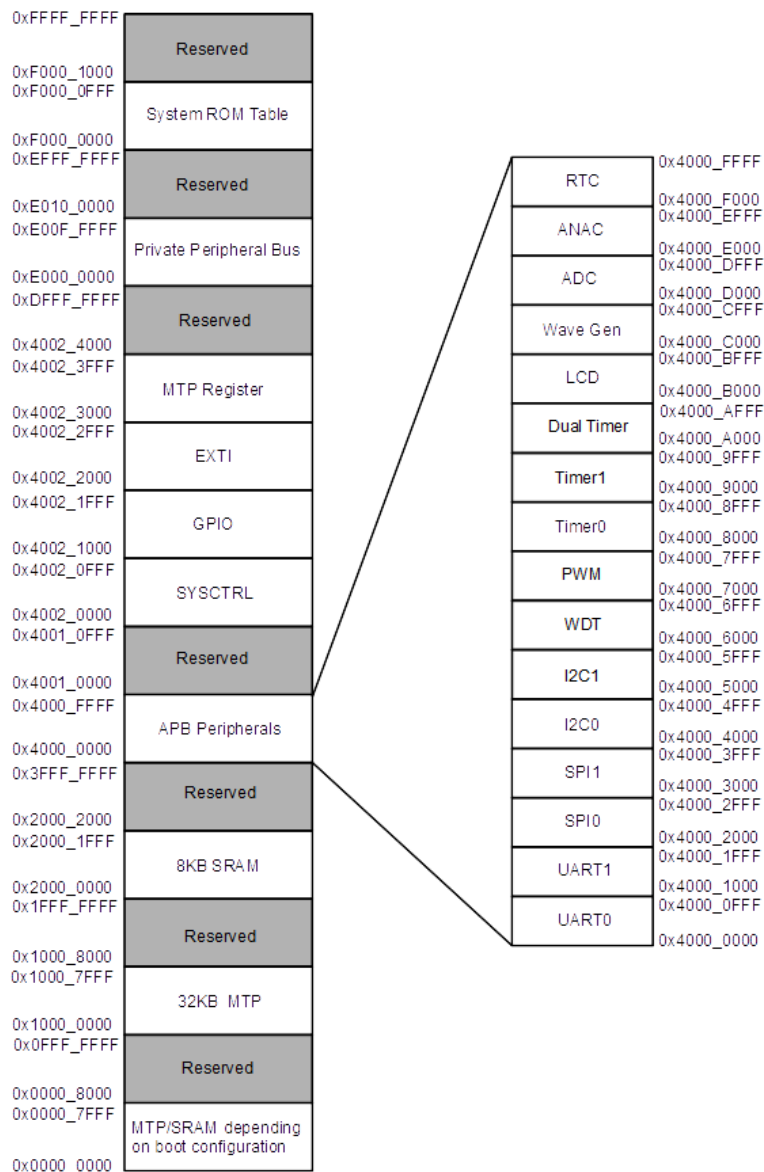 0xFFFF_FFFF
Reserved
0xF000_1000
0xF000_0FFF
System ROM Table
0xF000_0000
0xEFFF_FFFF
Reserved
0xE010_0000
0xE00F_FFFF
Private Peripheral Bus
0xE000_0000
0xDFFF_FFFF
Reserved
0x4002_4000
0x4002_3FFF
MTP Register
0x4002_3000
0x4002_2FFF
EXTI
0x4002_2000
0x4002_1FFF
GPIO
0x4002_1000
0x4002_0FFF
SYSCTRL
0x4002_0000
0x4001_0FFF
Reserved
0x4001_0000
0x4000_FFFF
APB Peripherals
0x4000_0000
0x3FFF_FFFF
Reserved
0x2000_2000
0x2000_1FFF
8KB SRAM
0x2000_0000
0x1FFF_FFFF
Reserved
0x1000_8000
0x1000_7FFF
32KB MTP
0x1000_0000
0x0FFF_FFFF
Reserved
0x0000_8000
0x0000_7FFF
MTP/SRAM depending
on boot configuration
0x0000_0000
0x4000_FFFF
RTC
0x4000_F000
0x4000_EFFF
ANAC
0x4000_E000
0x4000_DFFF
ADC
0x4000_D000
0x4000_CFFF
Wave Gen
0x4000_C000
0x4000_BFFF
LCD
0x4000_B000
0x4000_AFFF
Dual Timer
0x4000_A000
0x4000_9FFF
Timer1
0x4000_9000
0x4000_8FFF
Timer0
0x4000_8000
0x4000_7FFF
PWM
0x4000_7000
0x4000_6FFF
WDT
0x4000_6000
0x4000_5FFF
I2C1
0x4000_5000
0x4000_4FFF
I2C0
0x4000_4000
0x4000_3FFF
SPI1
0x4000_3000
0x4000_2FFF
SPI0
0x4000_2000
0x4000_1FFF
UART1
0x4000_1000
0x4000_0FFF
UART0
0x4000_0000